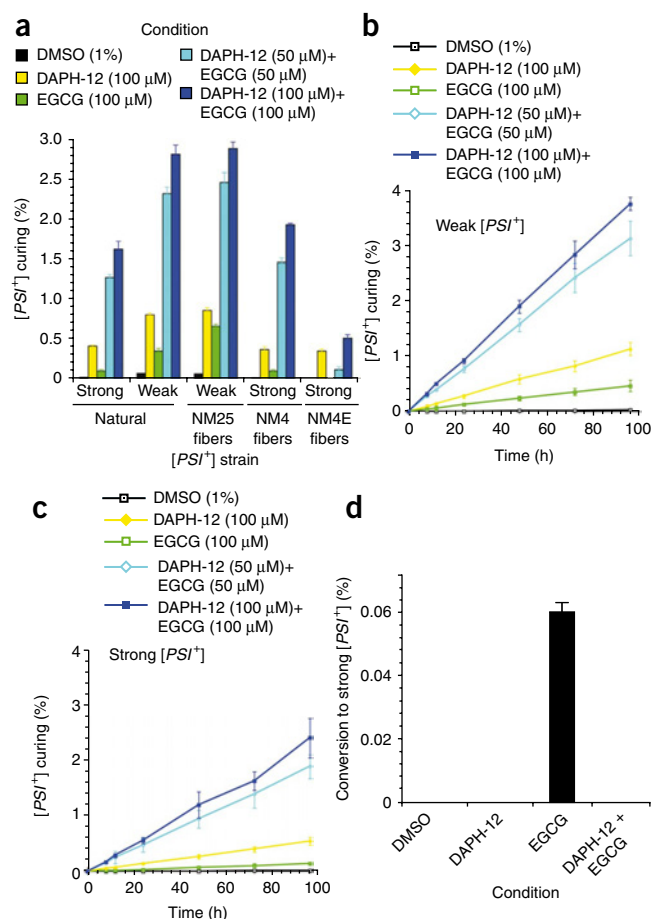 a
Condition
DMSO (1%)
DAPH-12 (100 µM)
EGCG (100 µM)
DAPH-12 (50 µM)+
EGCG (50 µM)
DAPH-12 (100 µM)+
EGCG (100 µM)
[PSI+] curing (%)
3.0
2.5
2.0
1.5
1.0
0.5
0
Strong
Weak
Weak
Strong
Strong
Natural
NM25
fibers
NM4
fibers
NM4E
fibers
[PSI+] strain
b
DMSO (1%)
DAPH-12 (100 µM)
EGCG (100 µM)
DAPH-12 (50 µM)+
EGCG (50 µM)
DAPH-12 (100 µM)+
EGCG (100 µM)
Weak [PSI+]
[PSI+] curing (%)
4
3
2
1
0
0 20 40 60 80 100
Time (h)
c
DMSO (1%)
DAPH-12 (100 µM)
EGCG (100 µM)
DAPH-12 (50 µM)+
EGCG (50 µM)
DAPH-12 (100 µM)+
EGCG (100 µM)
Strong [PSI+]
[PSI+] curing (%)
4
3
2
1
0
0 20 40 60 80 100
Time (h)
d
Conversion to strong [PSI+] (%)
0.06
0.04
0.02
0
DMSO
DAPH-12
EGCG
DAPH-12 +
EGCG
Condition